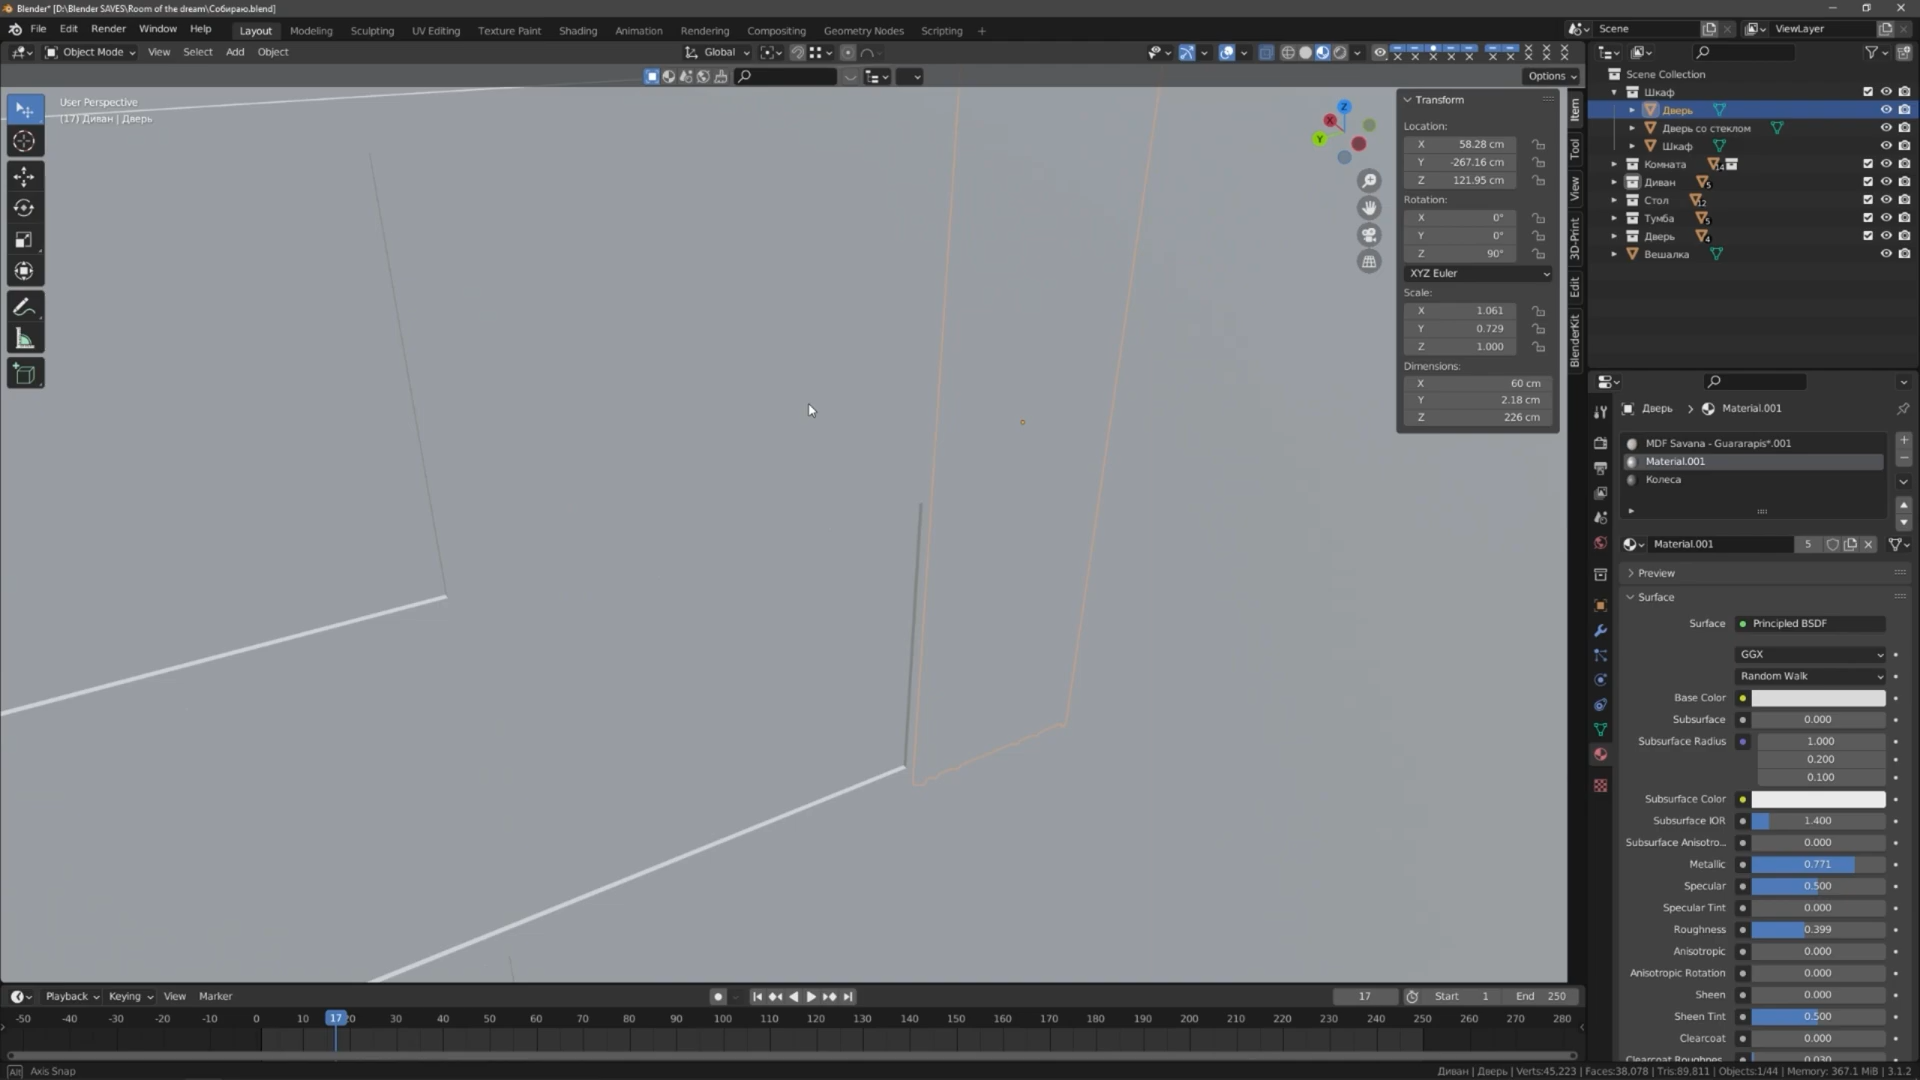 Blender* [D:\Blender SAVES\Room of the dream\Собираю.blend]
File Edit Render Window Help
Layout Modeling Sculpting UV Editing Texture Paint Shading Animation Rendering Compositing Geometry Nodes Scripting +
Scene ViewLayer
Object Mode View Select Add Object
Global
Options
User Perspective
(17) Диван | Дверь
Z X Y
Transform
Location:
X 58.28 cm
Y -267.16 cm
Z 121.95 cm
Rotation:
X 0°
Y 0°
Z 90°
XYZ Euler
Scale:
X 1.061
Y 0.729
Z 1.000
Dimensions:
X 60 cm
Y 2.18 cm
Z 226 cm
Item
Tool
View
3D-Print
Edit
BlenderKit
Scene Collection
Шкаф
Дверь
Дверь со стеклом
Шкаф
Комната 14
Диван 5
Стол 12
Тумба 5
Дверь 4
Вешалка
Дверь > Material.001
MDF Savana - Guararapis*.001
Material.001
Колеса
Material.001 5
Preview
Surface
Surface Principled BSDF
GGX
Random Walk
Base Color
Subsurface 0.000
Subsurface Radius 1.000
0.200
0.100
Subsurface Color
Subsurface IOR 1.400
Subsurface Anisotro... 0.000
Metallic 0.771
Specular 0.500
Specular Tint 0.000
Roughness 0.399
Anisotropic 0.000
Anisotropic Rotation 0.000
Sheen 0.000
Sheen Tint 0.500
Clearcoat 0.000
Clearcoat Roughnes... 0.030
Playback Keying View Marker
17 Start 1 End 250
-50 -40 -30 -20 -10 0 10 17 20 30 40 50 60 70 80 90 100 110 120 130 140 150 160 170 180 190 200 210 220 230 240 250 260 270 280
Alt Axis Snap
Диван | Дверь | Verts:45,223 | Faces:38,078 | Tris:89,811 | Objects:1/44 | Memory: 367.1 MiB | 3.1.2